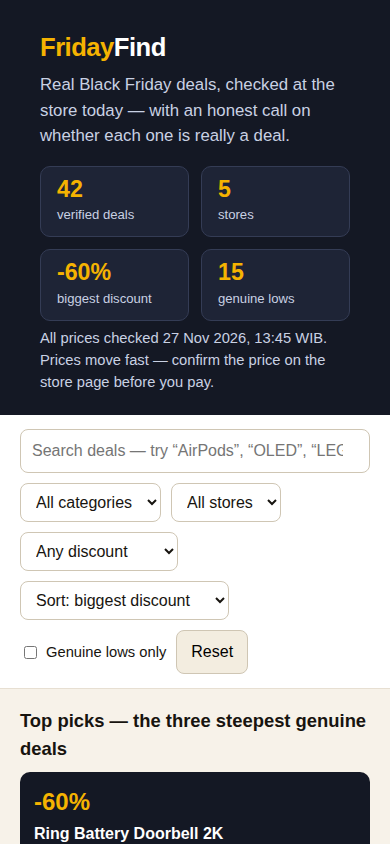 FridayFind
Real Black Friday deals, checked at the
store today — with an honest call on
whether each one is really a deal.
42
verified deals
5
stores
-60%
biggest discount
15
genuine lows
All prices checked 27 Nov 2026, 13:45 WIB.
Prices move fast — confirm the price on the
store page before you pay.
Search deals — try “AirPods”, “OLED”, “LEG
All categories
All stores
Any discount
Sort: biggest discount
Genuine lows only
Reset
Top picks — the three steepest genuine
deals
-60%
Ring Battery Doorbell 2K